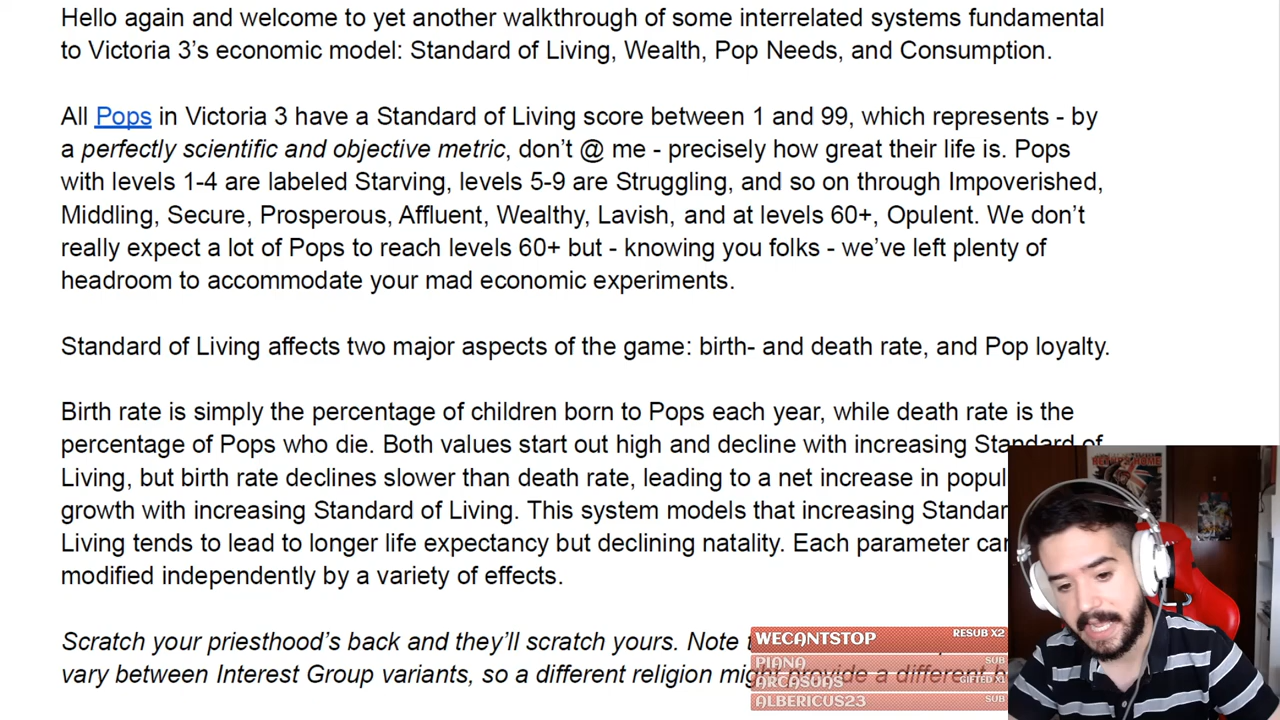 Hello again and welcome to yet another walkthrough of some interrelated systems fundamental
to Victoria 3's economic model: Standard of Living, Wealth, Pop Needs, and Consumption.
All Pops in Victoria 3 have a Standard of Living score between 1 and 99, which represents - by
a perfectly scientific and objective metric, don't @ me - precisely how great their life is. Pops
with levels 1-4 are labeled Starving, levels 5-9 are Struggling, and so on through Impoverished,
Middling, Secure, Prosperous, Affluent, Wealthy, Lavish, and at levels 60+, Opulent. We don't
really expect a lot of Pops to reach levels 60+ but - knowing you folks - we've left plenty of
headroom to accommodate your mad economic experiments.
Standard of Living affects two major aspects of the game: birth- and death rate, and Pop loyalty.
Birth rate is simply the percentage of children born to Pops each year, while death rate is the
percentage of Pops who die. Both values start out high and decline with increasing Standard of
Living, but birth rate declines slower than death rate, leading to a net increase in popul
growth with increasing Standard of Living. This system models that increasing Standar
Living tends to lead to longer life expectancy but declining natality. Each parameter can
modified independently by a variety of effects.
Scratch your priesthood's back and they'll scratch yours. Note
vary between Interest Group variants, so a different religion might provide a different
WECANTSTOP RESUB X2
PIANA SUB
ARCASUAS GIFTED X1
ALBERICUS23 SUB